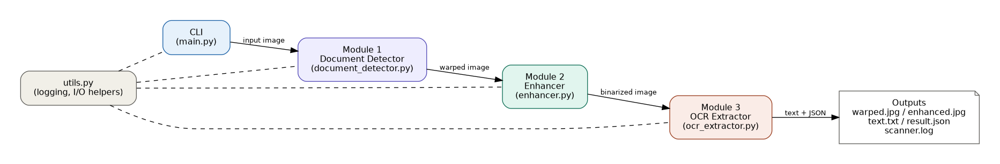 CLI
(main.py)
input image
Module 1
Document Detector
(document_detector.py)
utils.py
(logging, I/O helpers)
warped image
Module 2
Enhancer
(enhancer.py)
binarized image
Module 3
OCR Extractor
(ocr_extractor.py)
text + JSON
Outputs
warped.jpg / enhanced.jpg
text.txt / result.json
scanner.log